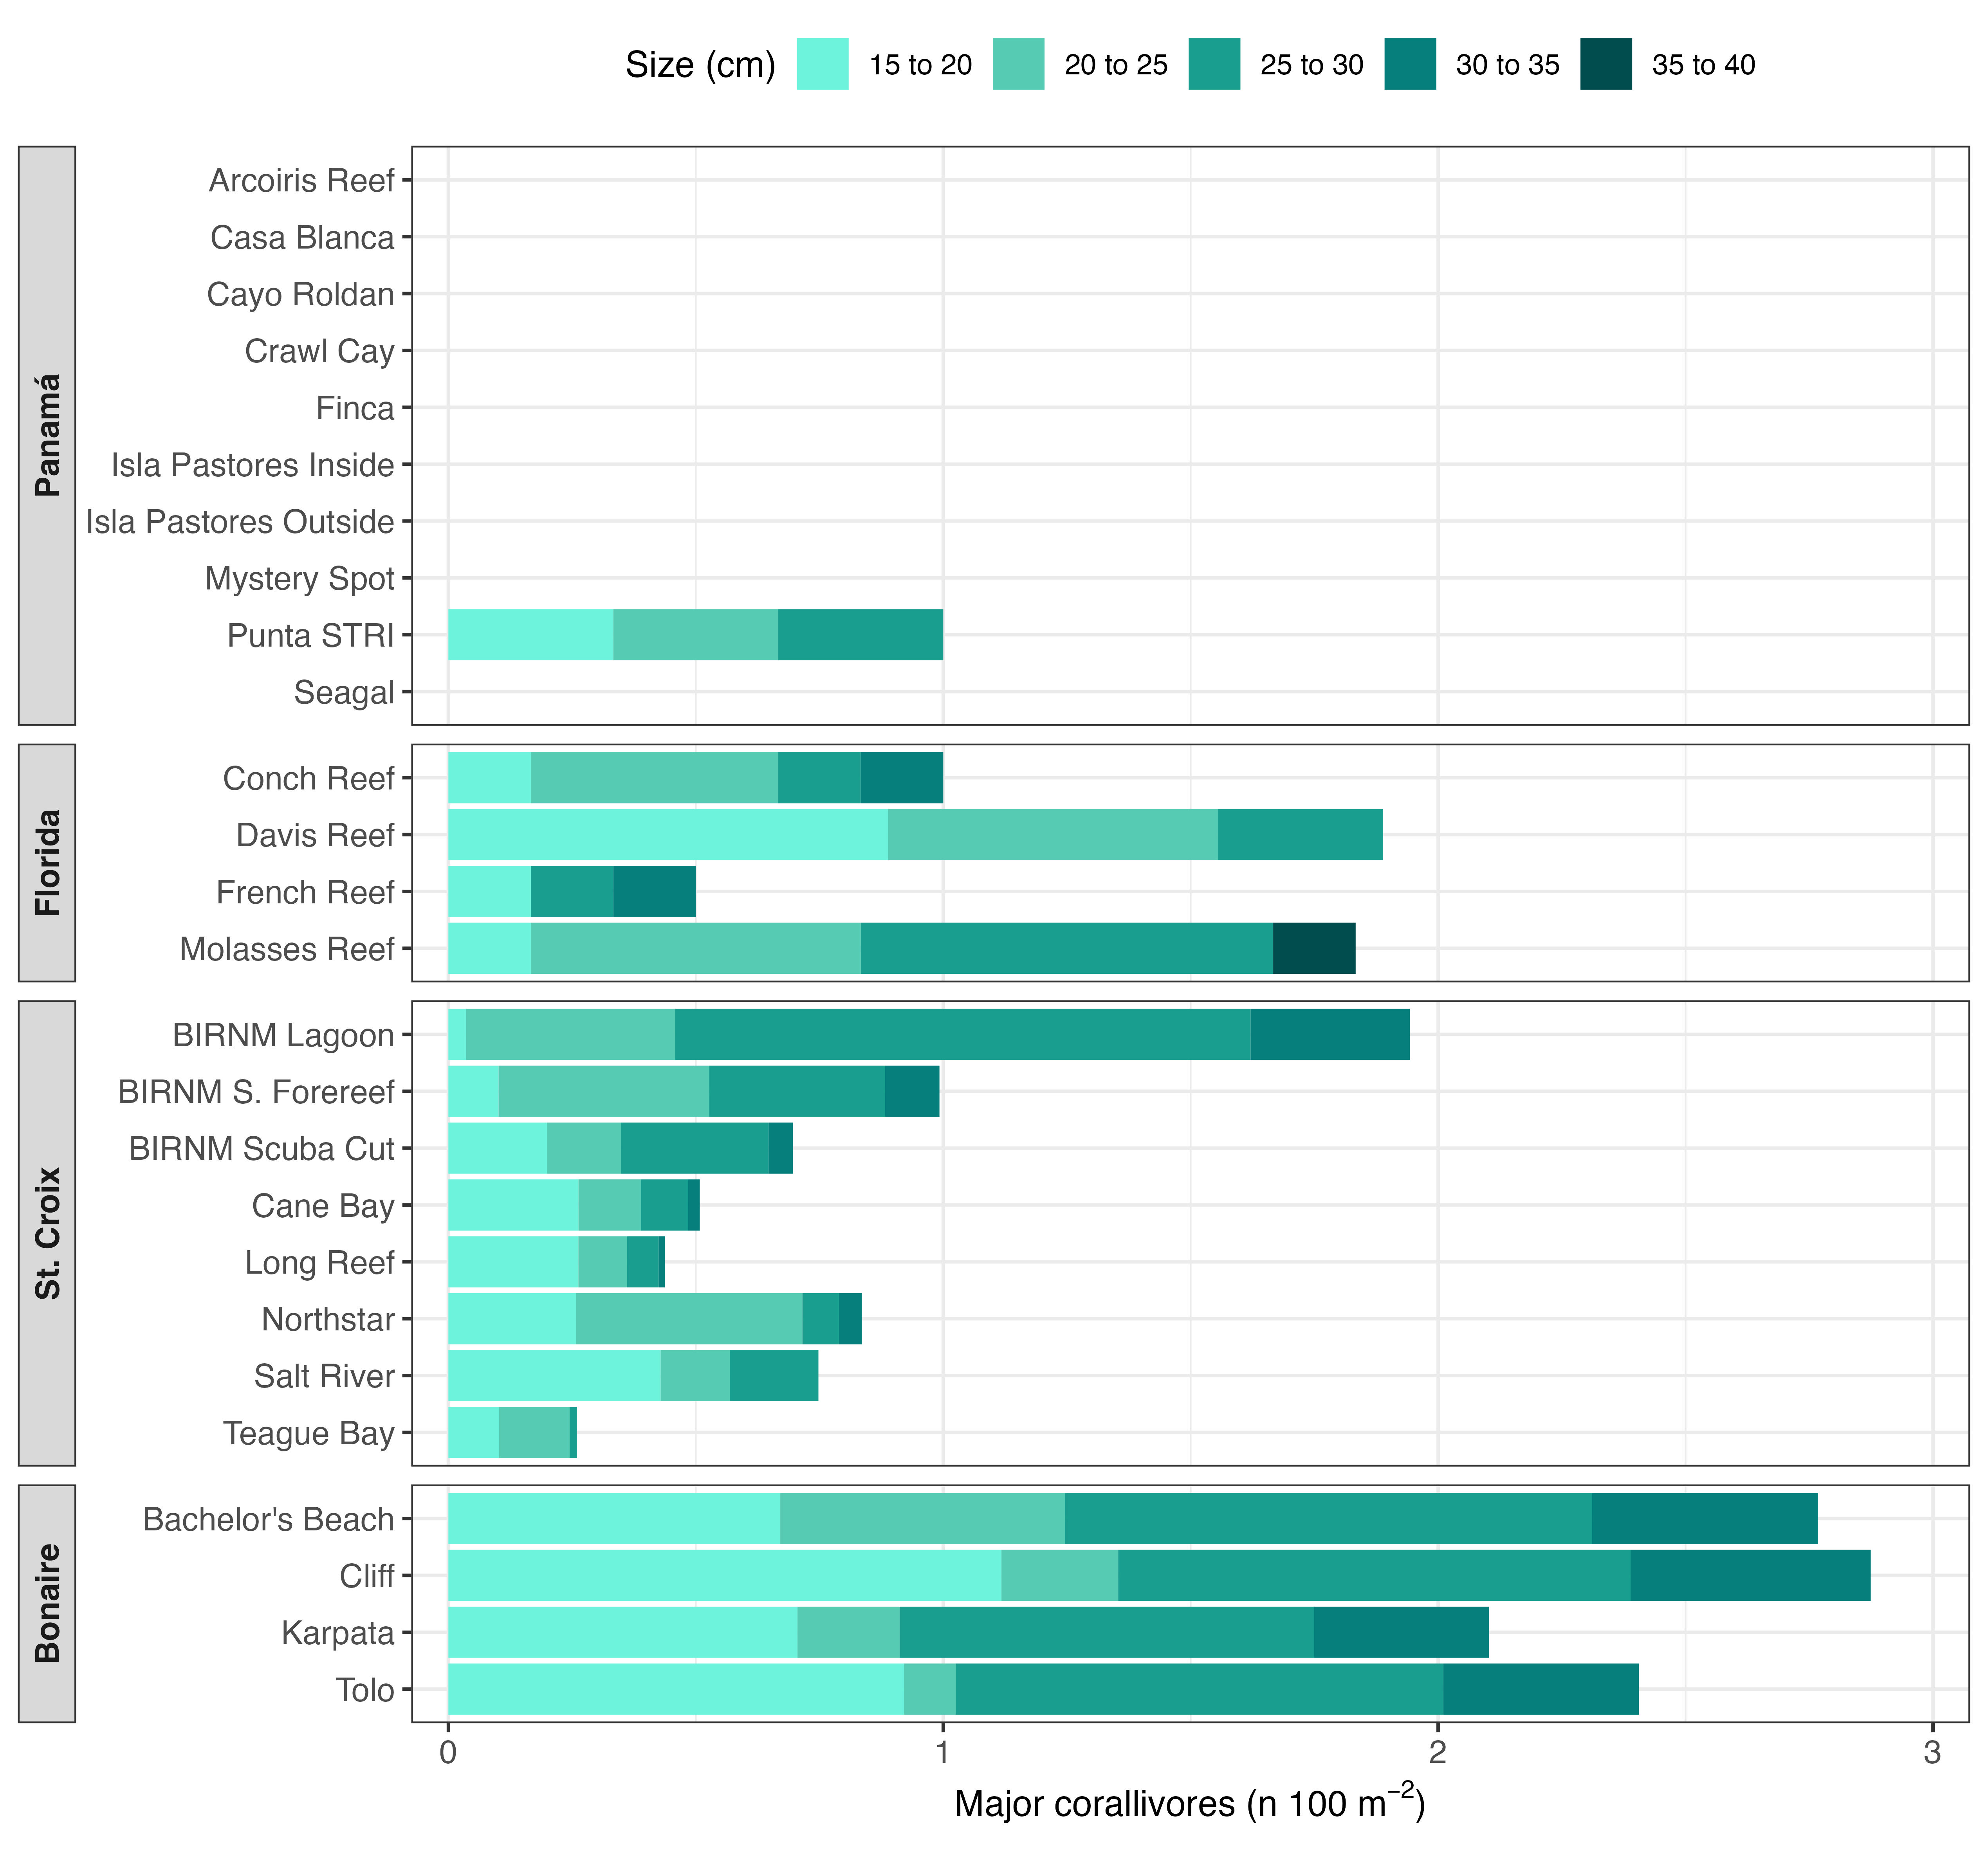 Size (cm) 15 to 20 20 to 25 25 to 30 30 to 35 35 to 40
Panamá
Arcoiris Reef
Casa Blanca
Cayo Roldan
Crawl Cay
Finca
Isla Pastores Inside
Isla Pastores Outside
Mystery Spot
Punta STRI
Seagal
Florida
Conch Reef
Davis Reef
French Reef
Molasses Reef
St. Croix
BIRNM Lagoon
BIRNM S. Forereef
BIRNM Scuba Cut
Cane Bay
Long Reef
Northstar
Salt River
Teague Bay
Bonaire
Bachelor's Beach
Cliff
Karpata
Tolo
0 1 2 3
Major corallivores (n 100 m⁻²)